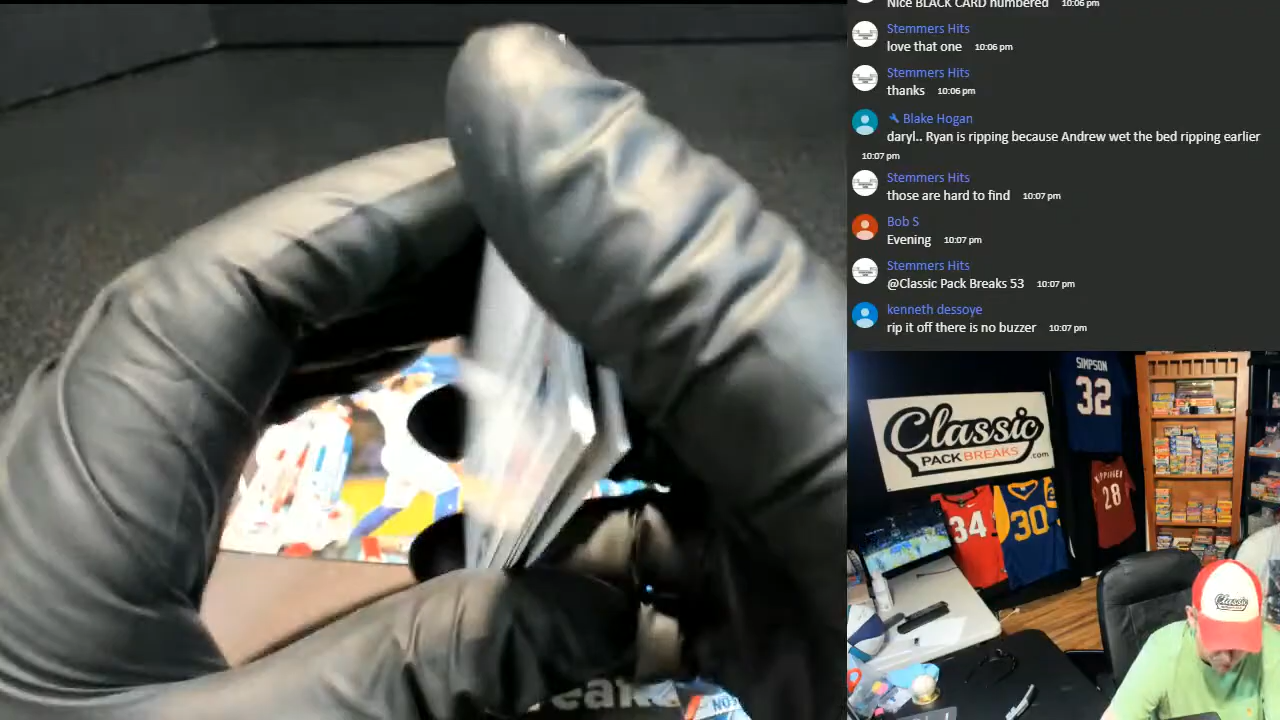 Nice BLACK CARD numbered 10:06 pm
Stemmers Hits
love that one 10:06 pm
Stemmers Hits
thanks 10:06 pm
Blake Hogan
daryl.. Ryan is ripping because Andrew wet the bed ripping earlier
10:07 pm
Stemmers Hits
those are hard to find 10:07 pm
Bob S
Evening 10:07 pm
Stemmers Hits
@Classic Pack Breaks 53 10:07 pm
kenneth dessoye
rip it off there is no buzzer 10:07 pm
SIMPSON
32
Classic
PACK BREAKS.com
28
34
30
Classic